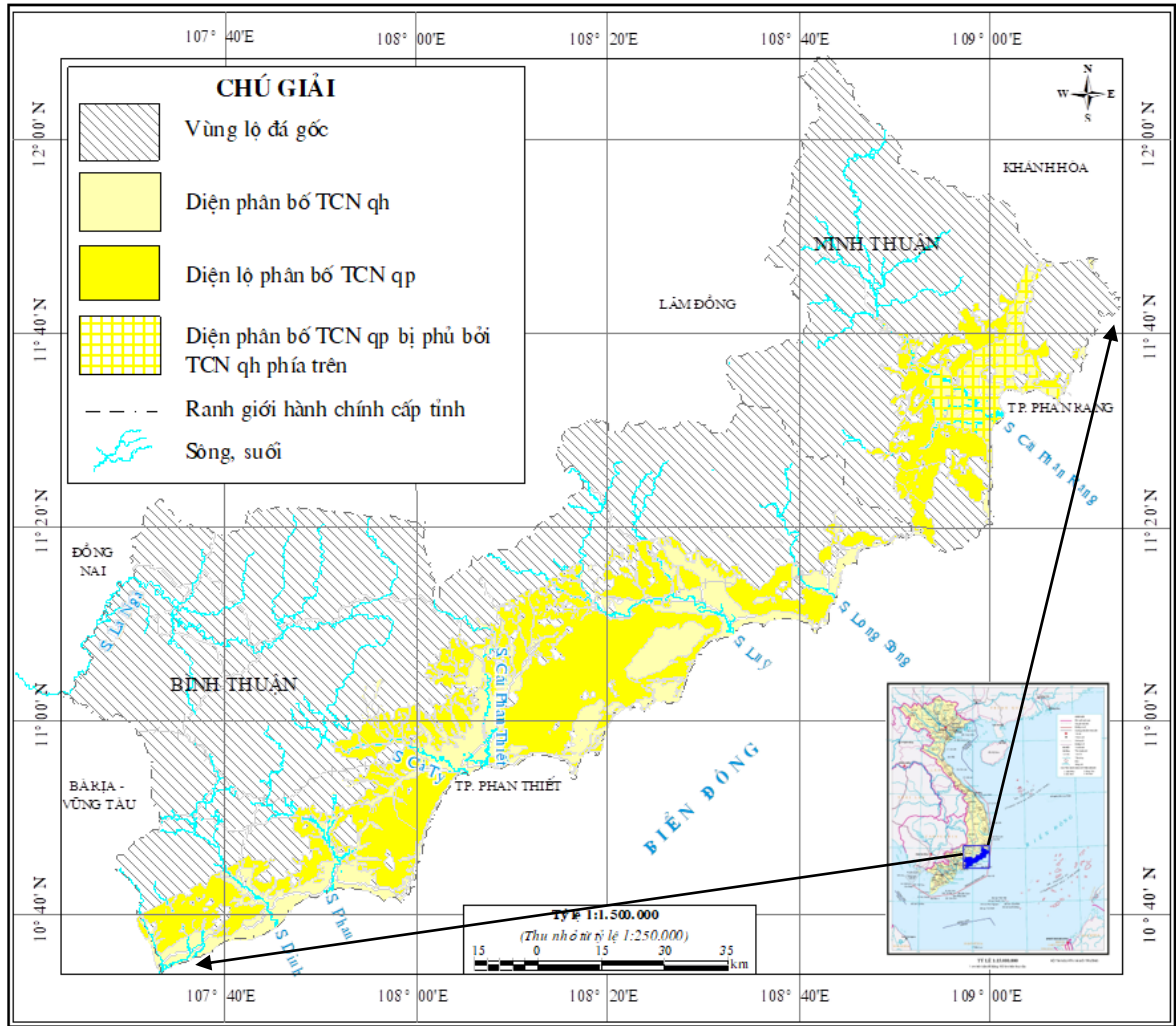 107° 40'E
108° 00'E
108° 20'E
108° 40'E
109° 00'E
CHÚ GIẢI
Vùng lộ đá gốc
Diện phân bố TCN qh
Diện lộ phân bố TCN qp
Diện phân bố TCN qp bị phủ bởi
TCN qh phía trên
Ranh giới hành chính cấp tỉnh
Sông, suối
N
W E
S
12° 00' N
12° 00' N
KHÁNH HÒA
NINH THUẬN
LÂM ĐỒNG
11° 40' N
11° 40' N
TP. PHAN RANG
S Cái Phan Rang
11° 20' N
11° 20' N
ĐỒNG
NAI
S La Ngà
S Long Sông
S Luỹ
BÌNH THUẬN
S Cái Phan Thiết
11° 00' N
11° 00' N
S Cà Ty
TP. PHAN THIẾT
BÀ RỊA -
VŨNG TÀU
BIỂN ĐÔNG
S Phan
S Dinh
10° 40' N
10° 40' N
Tỷ lệ 1:1.500.000
(Thu nhỏ từ tỷ lệ 1:250.000)
15 0 15 30 35
km
107° 40'E
108° 00'E
108° 20'E
108° 40'E
109° 00'E